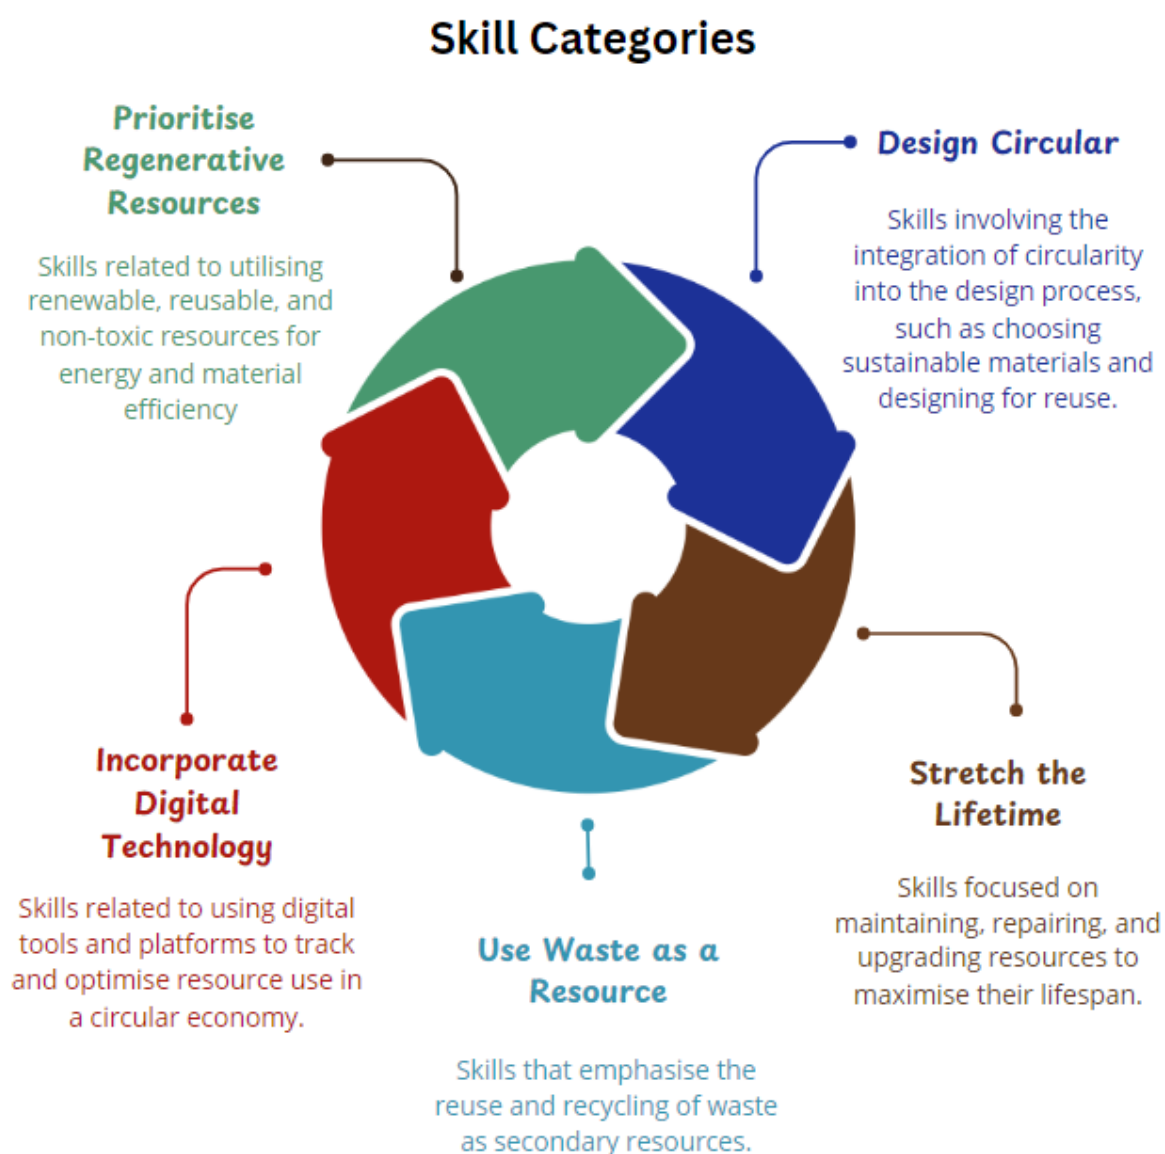 Skill Categories
Prioritise
Regenerative
Resources
Skills related to utilising
renewable, reusable, and
non-toxic resources for
energy and material
efficiency
Design Circular
Skills involving the
integration of circularity
into the design process,
such as choosing
sustainable materials and
designing for reuse.
Incorporate
Digital
Technology
Skills related to using digital
tools and platforms to track
and optimise resource use in
a circular economy.
Use Waste as a
Resource
Skills that emphasise the
reuse and recycling of waste
as secondary resources.
Stretch the
Lifetime
Skills focused on
maintaining, repairing, and
upgrading resources to
maximise their lifespan.